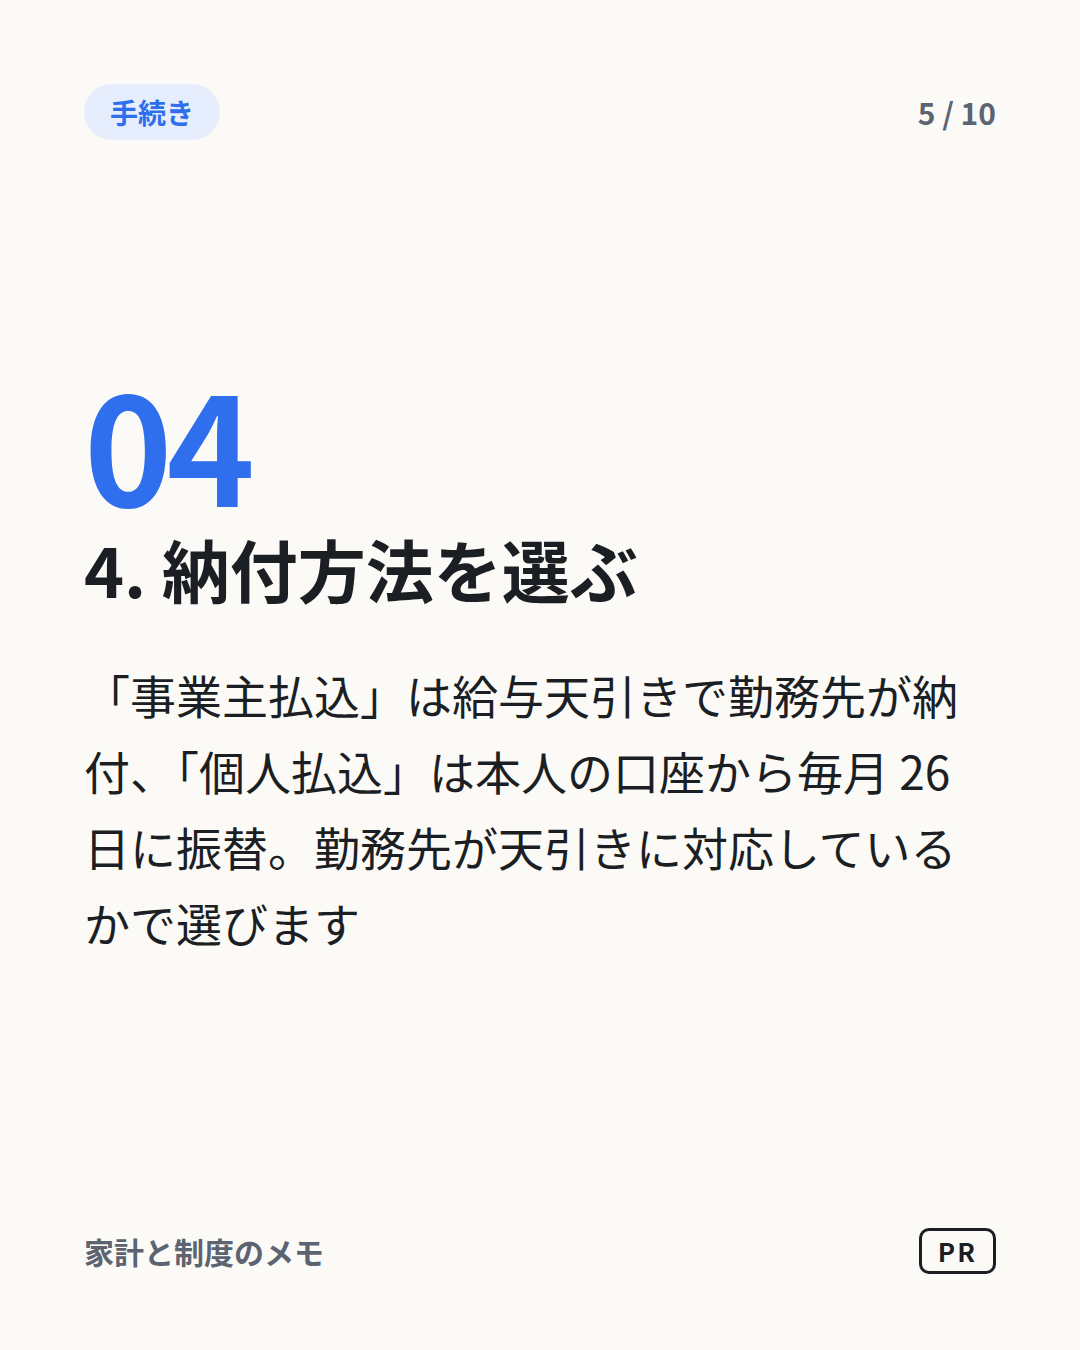 手続き
5 / 10
04
4. 納付方法を選ぶ
「事業主払込」は給与天引きで勤務先が納
付、「個人払込」は本人の口座から毎月 26
日に振替。勤務先が天引きに対応している
かで選びます
家計と制度のメモ
PR